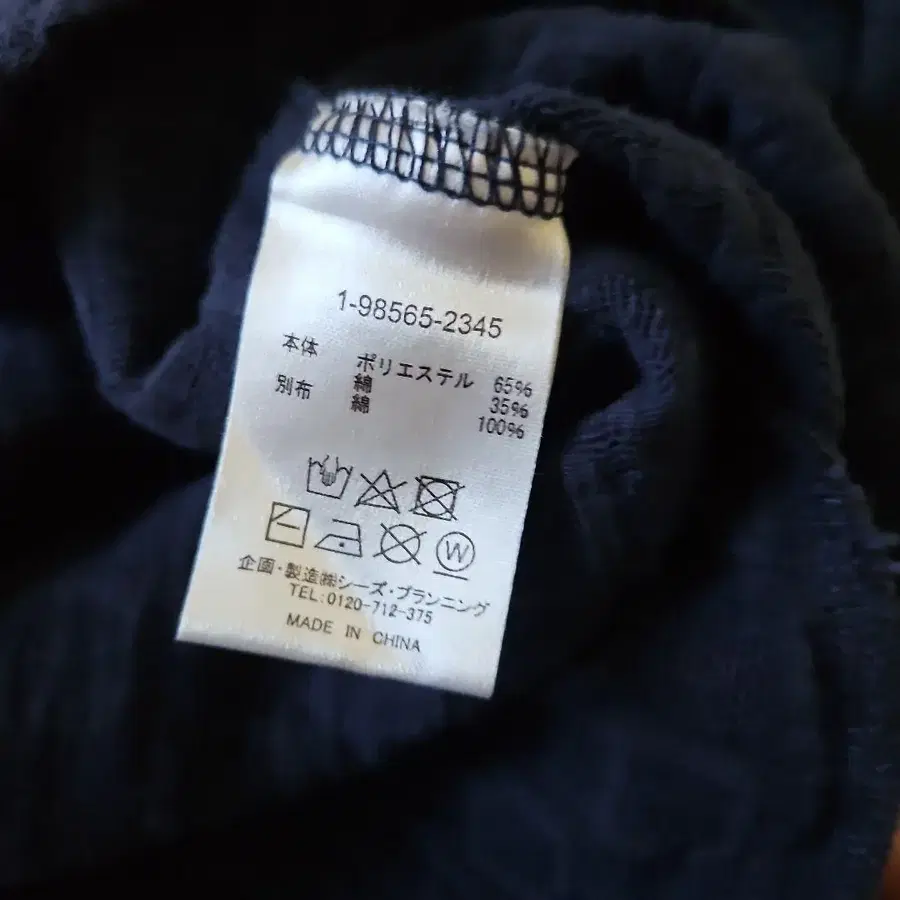 1-98565-2345
本体 ポリエステル 65%
綿 35%
別布 綿 100%
W
企画・製造㈱シーズ・プランニング
TEL:0120-712-375
MADE IN CHINA